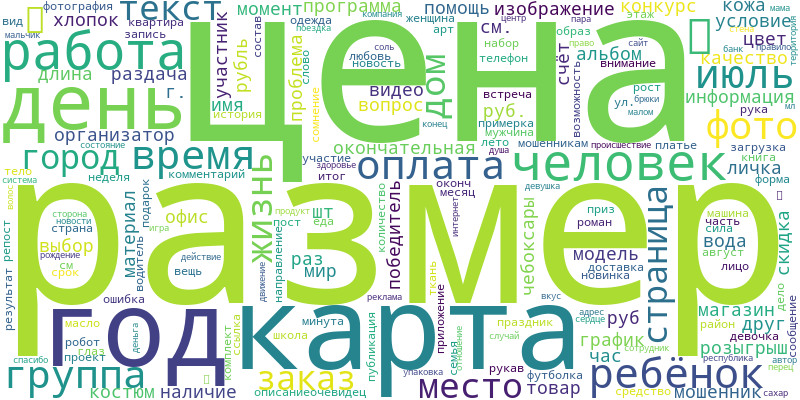 цена
размер
день
работа
карта
год
человек
время
июль
фото
город
группа
ребёнок
место
заказ
оплата
страница
жизнь
дом
текст
хлопок
момент
программа
помощь
изображение
конкурс
кожа
условие
цвет
качество
информация
альбом
счёт
см.
руб.
ул.
г.
видео
вопрос
проблема
рубль
участник
раздача
длина
имя
организатор
окончательная
личка
вода
скидка
модель
магазин
друг
розыгрыш
мошенник
график
час
руб
товар
победитель
чебоксары
материал
офис
выбор
костюм
наличие
раз
мир
шт
вид
фотография
квартира
запись
мальчик
одежда
поездка
компания
женщина
арт
центр
набор
телефон
пара
образ
право
этаж
сайт
внимание
мама
стена
банк
правило
территория
мл
состав
слово
любовь
новость
соль
встреча
возможность
рост
брюки
малом
рука
история
сомнение
примерка
мужчина
лето
мошенникам
происшествие
платье
загрузка
книга
форма
конец
душа
состояние
неделя
комментарий
участие
здоровье
итог
тело
система
волос
подарок
девушка
оконч
месяц
количество
интернет
сторона
новости
страна
рождение
см
срок
водитель
игра
действие
вещь
продукт
пост
еда
направление
движение
приз
роман
доставка
новинка
машина
часть
сила
август
лицо
дело
сообщение
результат
репост
ошибка
масло
робот
глаз
проект
спасибо
деньга
комплект
ссылка
школа
минута
описание
очевидец
реклама
публикация
приложение
ткань
упаковка
семья
отношение
праздник
случай
рукав
футболка
вкус
адрес
сердце
сотрудник
средство
район
девочка
республика
автор
перец
сахар